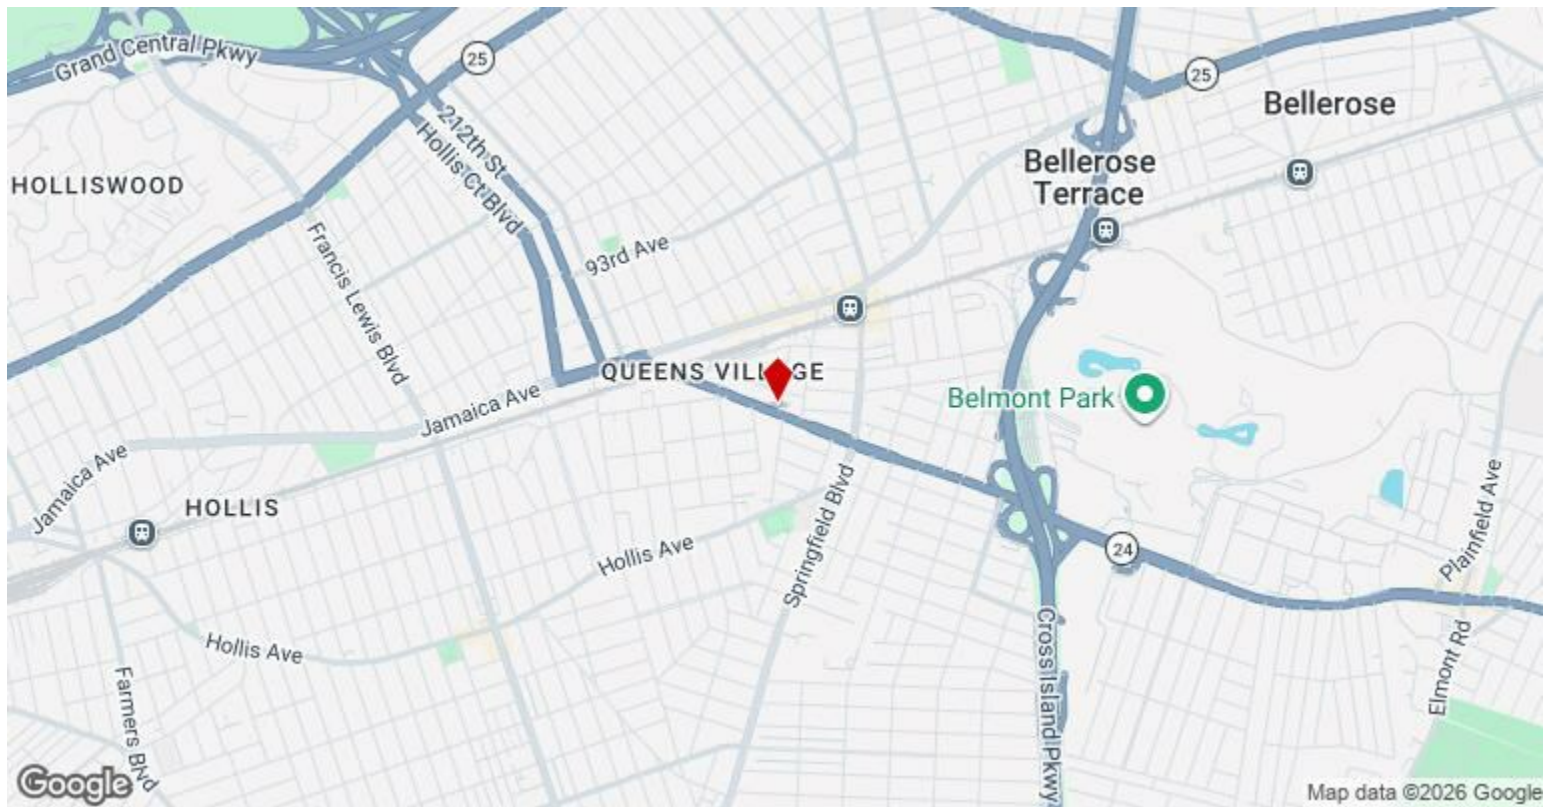 Grand Central Pkwy
25
25
Bellerose
212th St
Hollis Ct Blvd
Bellerose
Terrace
HOLLISWOOD
Francis Lewis Blvd
93rd Ave
QUEENS VILLAGE
Belmont Park
Jamaica Ave
Jamaica Ave
HOLLIS
Springfield Blvd
Plainfield Ave
Hollis Ave
24
Hollis Ave
Cross Island Pkwy
Elmont Rd
Farmers Blvd
Google
Map data ©2026 Google